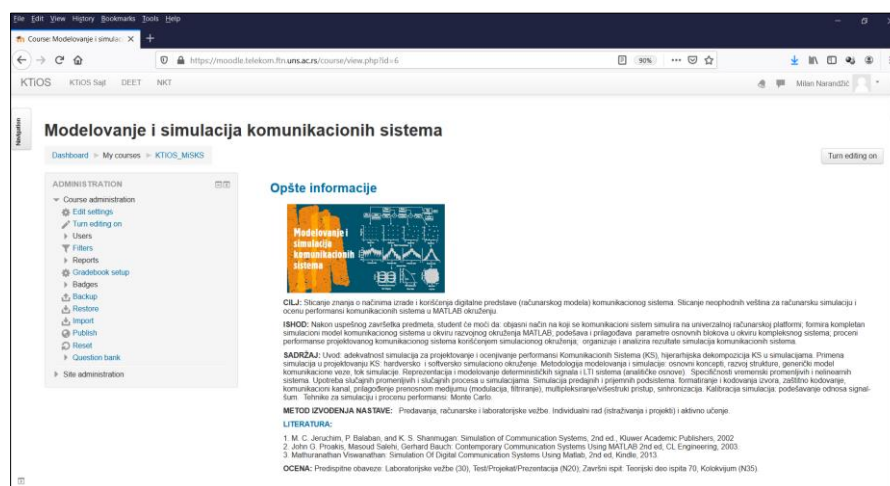 File Edit View History Bookmarks Tools Help
Course: Modelovanje i simulac
https://moodle.telekom.ftn.uns.ac.rs/course/view.php?id=6
90%
KTiOS KTiOS Sajt DEET NKT
Milan Narandžić
Navigation
Modelovanje i simulacija komunikacionih sistema
Dashboard My courses KTIOS_MiSKS
Turn editing on
ADMINISTRATION
Course administration
Edit settings
Turn editing on
Users
Filters
Reports
Gradebook setup
Badges
Backup
Restore
Import
Publish
Reset
Question bank
Site administration
Opšte informacije
Modelovanje i
simulacija
komunikacionih
sistema
CILJ: Sticanje znanja o načinima izrade i korišćenja digitalne predstave (računarskog modela) komunikacionog sistema. Sticanje neophodnih veština za računarsku simulaciju i
ocenu performansi komunikacionih sistema u MATLAB okruženju.
ISHOD: Nakon uspešnog završetka predmeta, student će moći da: objasni način na koji se komunikacioni sistem simulira na univerzalnoj računarskoj platformi; formira kompletan
simulacioni model komunikacionog sistema u okviru razvojnog okruženja MATLAB; podešava i prilagođava parametre osnovnih blokova u okviru kompleksnog sistema; proceni
performanse projektovanog komunikacionog sistema korišćenjem simulacionog okruženja; organizuje i analizira rezultate simulacija komunikacionih sistema.
SADRŽAJ: Uvod: adekvatnost simulacija za projektovanje i ocenjivanje performansi Komunikacionih Sistema (KS), hijerarhijska dekompozicija KS u simulacijama. Primena
simulacija u projektovanju KS: hardversko i softversko simulaciono okruženje. Metodologija modelovanja i simulacije: osnovni koncepti, razvoj strukture, generički model
komunikacione veze, tok simulacije. Reprezentacija i modelovanje determinističkih signala i LTI sistema (analitičke osnove). Specifičnosti vremenski promenljivih i nelinearnih
sistema. Upotreba slučajnih promenljivih i slučajnih procesa u simulacijama. Simulacija predajnih i prijemnih podsistema: formatiranje i kodovanja izvora, zaštitno kodovanje,
komunikacioni kanal, prilagođenje prenosnom medijumu (modulacija, filtriranje), multipleksiranje/višestruki pristup, sinhronizacija. Kalibracija simulacija: podešavanje odnosa signal-
šum. Tehnike za simulaciju i procenu performansi: Monte Carlo.
METOD IZVOĐENJA NASTAVE: Predavanja, računarske i laboratorijske vežbe. Individualni rad (istraživanja i projekti) i aktivno učenje.
LITERATURA:
1. M. C. Jeruchim, P. Balaban, and K. S. Shanmugan: Simulation of Communication Systems, 2nd ed., Kluwer Academic Publishers, 2002
2. John G. Proakis, Masoud Salehi, Gerhard Bauch: Contemporary Communication Systems Using MATLAB 2nd ed, CL Engineering, 2003.
3. Mathuranathan Viswanathan: Simulation Of Digital Communication Systems Using Matlab, 2nd ed, Kindle, 2013.
OCENA: Predispitne obaveze: Laboratorijske vežbe (30), Test/Projekat/Prezentacija (N20); Završni ispit: Teorijski deo ispita 70, Kolokvijum (N35).